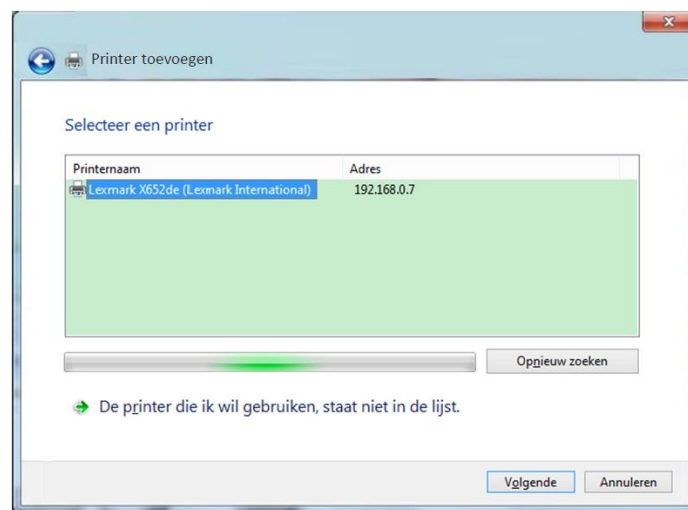 Printer toevoegen
Selecteer een printer
Printernaam Adres
Lexmark X652de (Lexmark International) 192.168.0.7
Opnieuw zoeken
De printer die ik wil gebruiken, staat niet in de lijst.
Volgende Annuleren